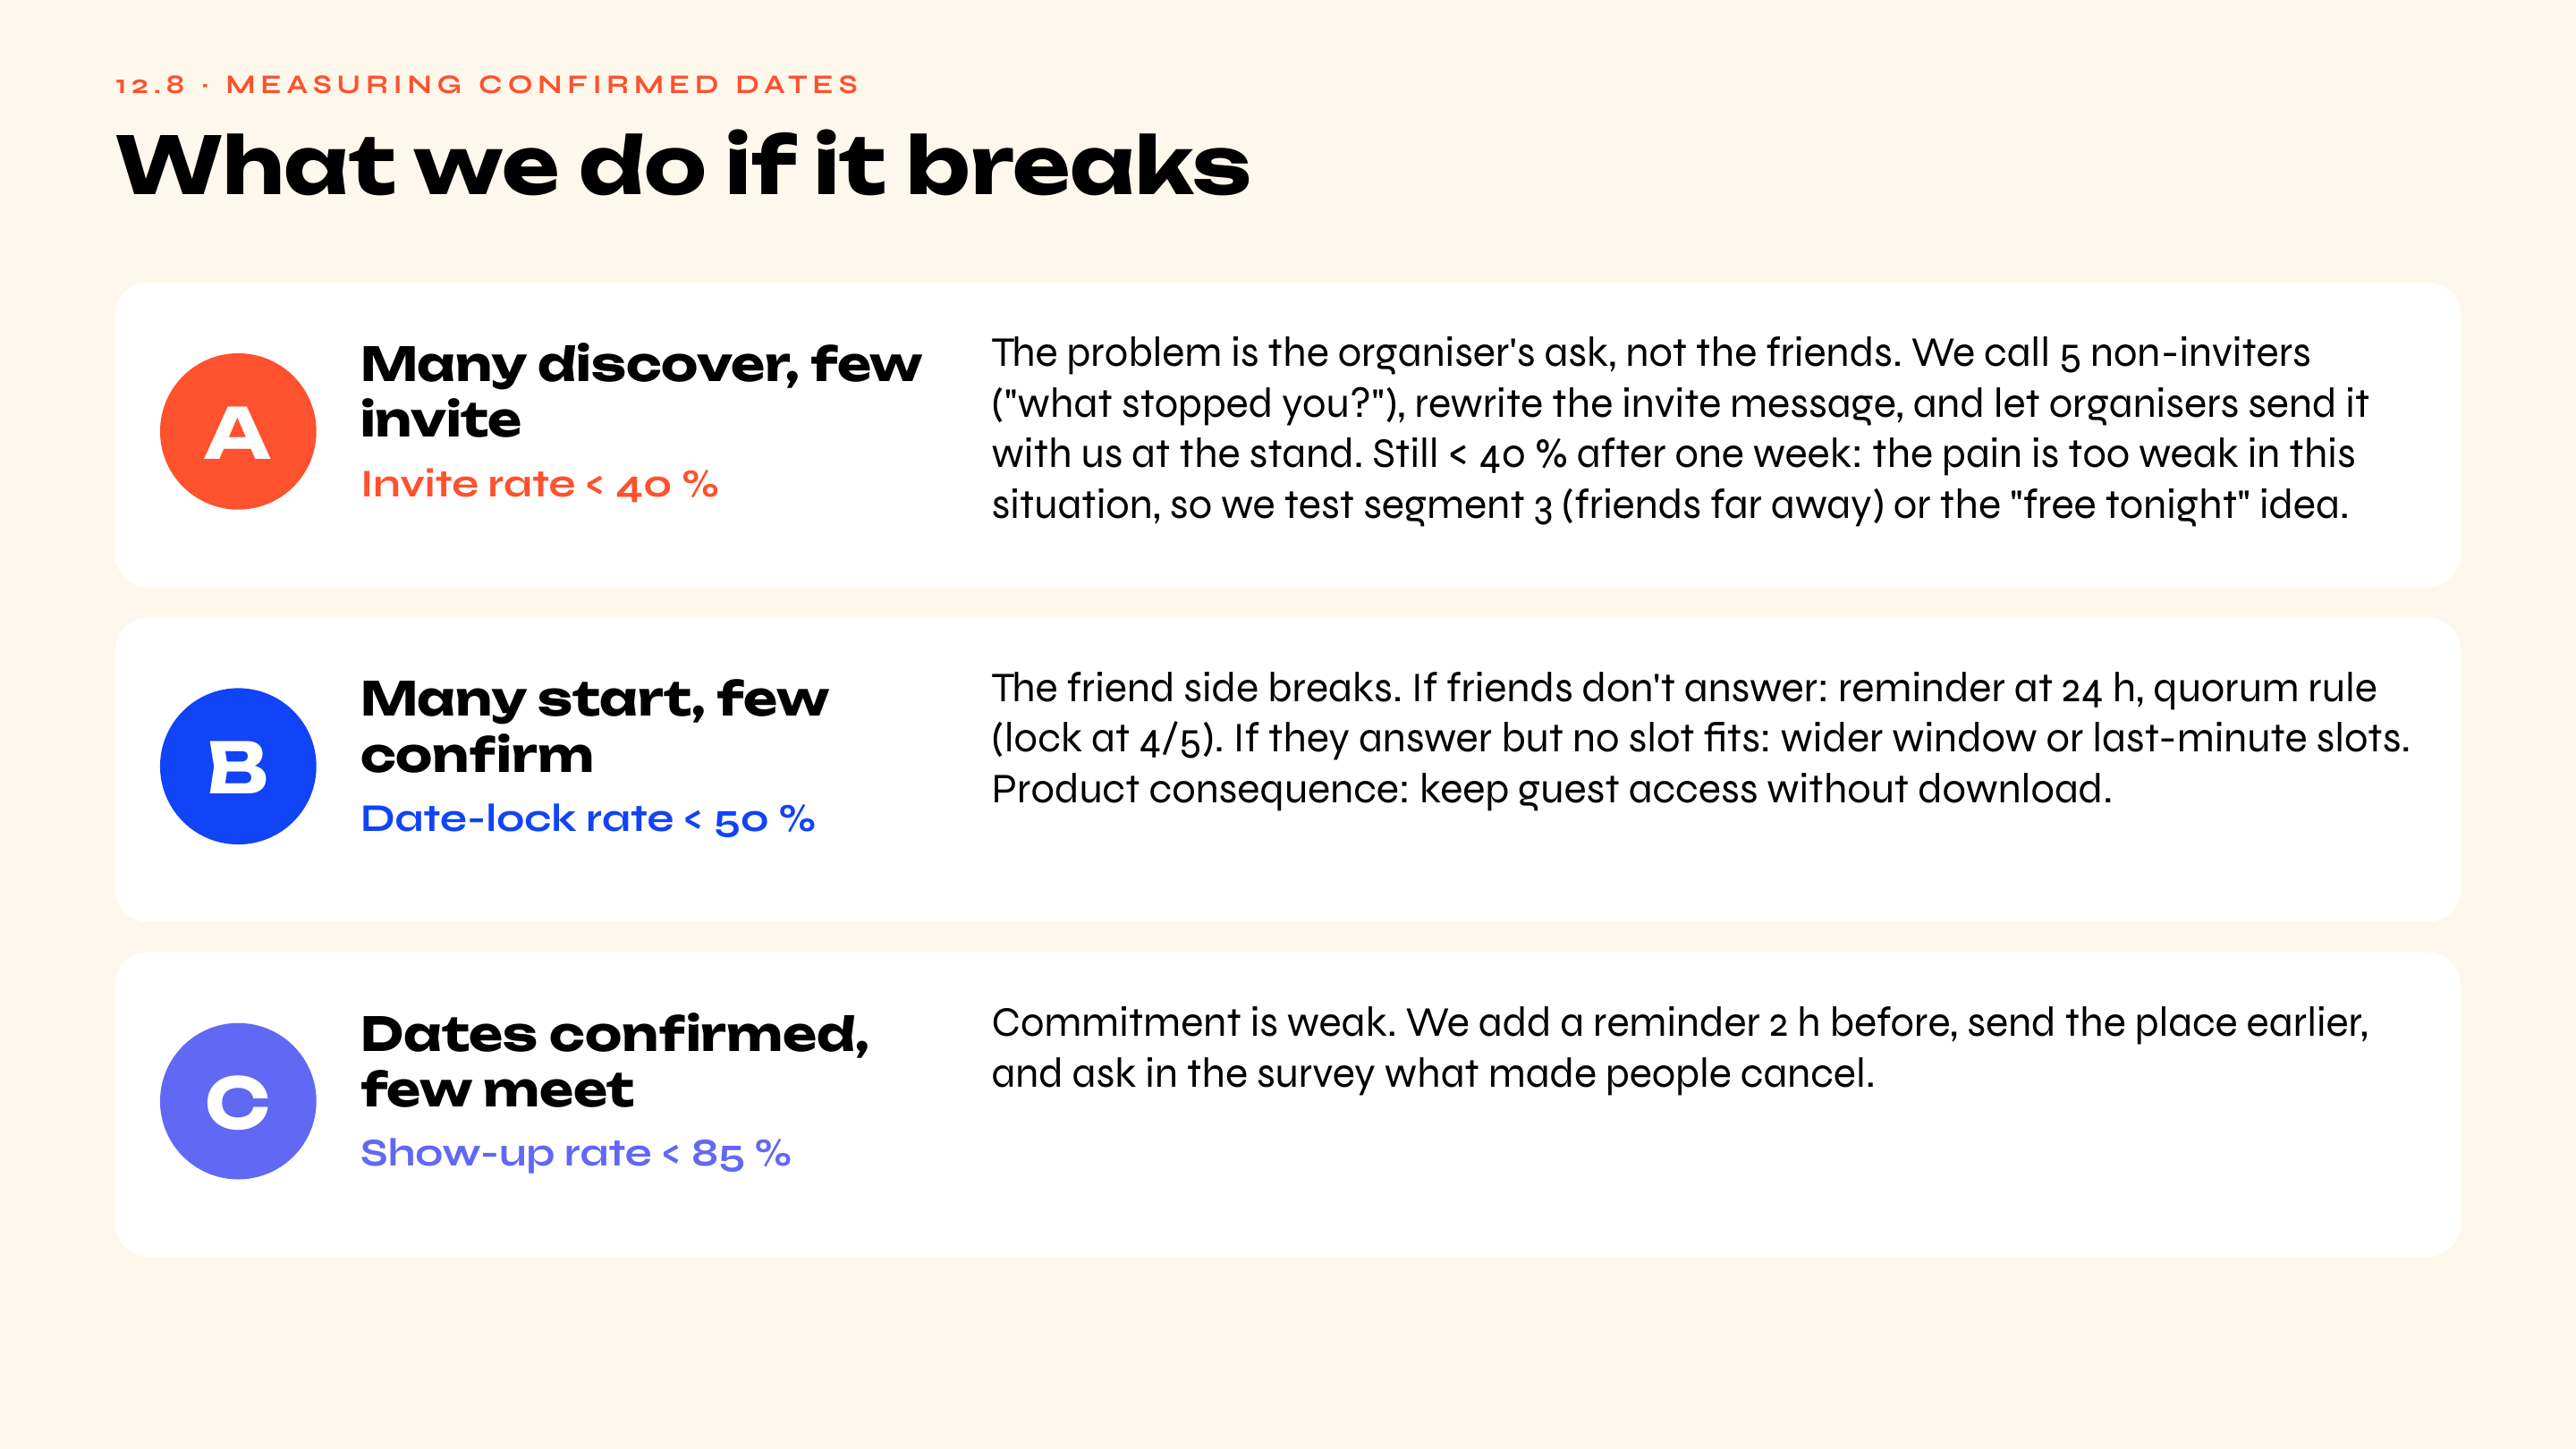 12.8 · MEASURING CONFIRMED DATES
What we do if it breaks
A
Many discover, few
invite
Invite rate < 40 %
The problem is the organiser's ask, not the friends. We call 5 non-inviters
("what stopped you?"), rewrite the invite message, and let organisers send it
with us at the stand. Still < 40 % after one week: the pain is too weak in this
situation, so we test segment 3 (friends far away) or the "free tonight" idea.
B
Many start, few
confirm
Date-lock rate < 50 %
The friend side breaks. If friends don't answer: reminder at 24 h, quorum rule
(lock at 4/5). If they answer but no slot fits: wider window or last-minute slots.
Product consequence: keep guest access without download.
C
Dates confirmed,
few meet
Show-up rate < 85 %
Commitment is weak. We add a reminder 2 h before, send the place earlier,
and ask in the survey what made people cancel.